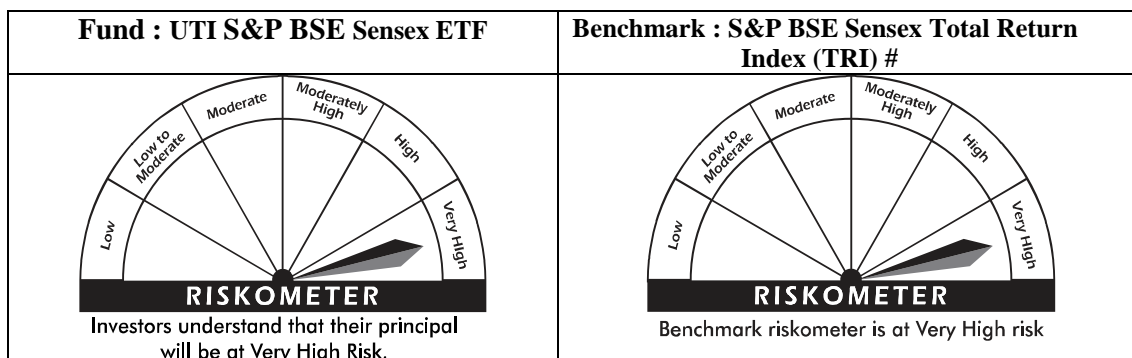 Fund : UTI S&P BSE Sensex ETF
Benchmark : S&P BSE Sensex Total Return
Index (TRI) #
Low
Low to
Moderate
Moderate
Moderately
High
High
Very High
RISKOMETER
Investors understand that their principal
will be at Very High Risk.
Low
Low to
Moderate
Moderate
Moderately
High
High
Very High
RISKOMETER
Benchmark riskometer is at Very High risk